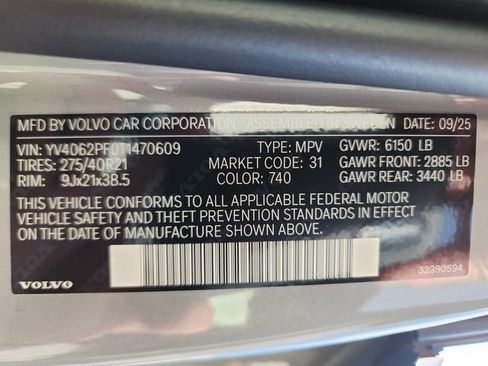 MFD BY VOLVO CAR CORPORATION ASSEMBLED IN SWEDEN DATE: 09/25
VIN: YV4062PF0T1470609 TYPE: MPV GVWR: 6150 LB
TIRES: 275/40R21 MARKET CODE: 31 GAWR FRONT: 2885 LB
RIM: 9Jx21x38.5 COLOR: 740 GAWR REAR: 3440 LB
THIS VEHICLE CONFORMS TO ALL APPLICABLE FEDERAL MOTOR
VEHICLE SAFETY AND THEFT PREVENTION STANDARDS IN EFFECT
ON THE DATE OF MANUFACTURE SHOWN ABOVE.
VOLVO 32390594